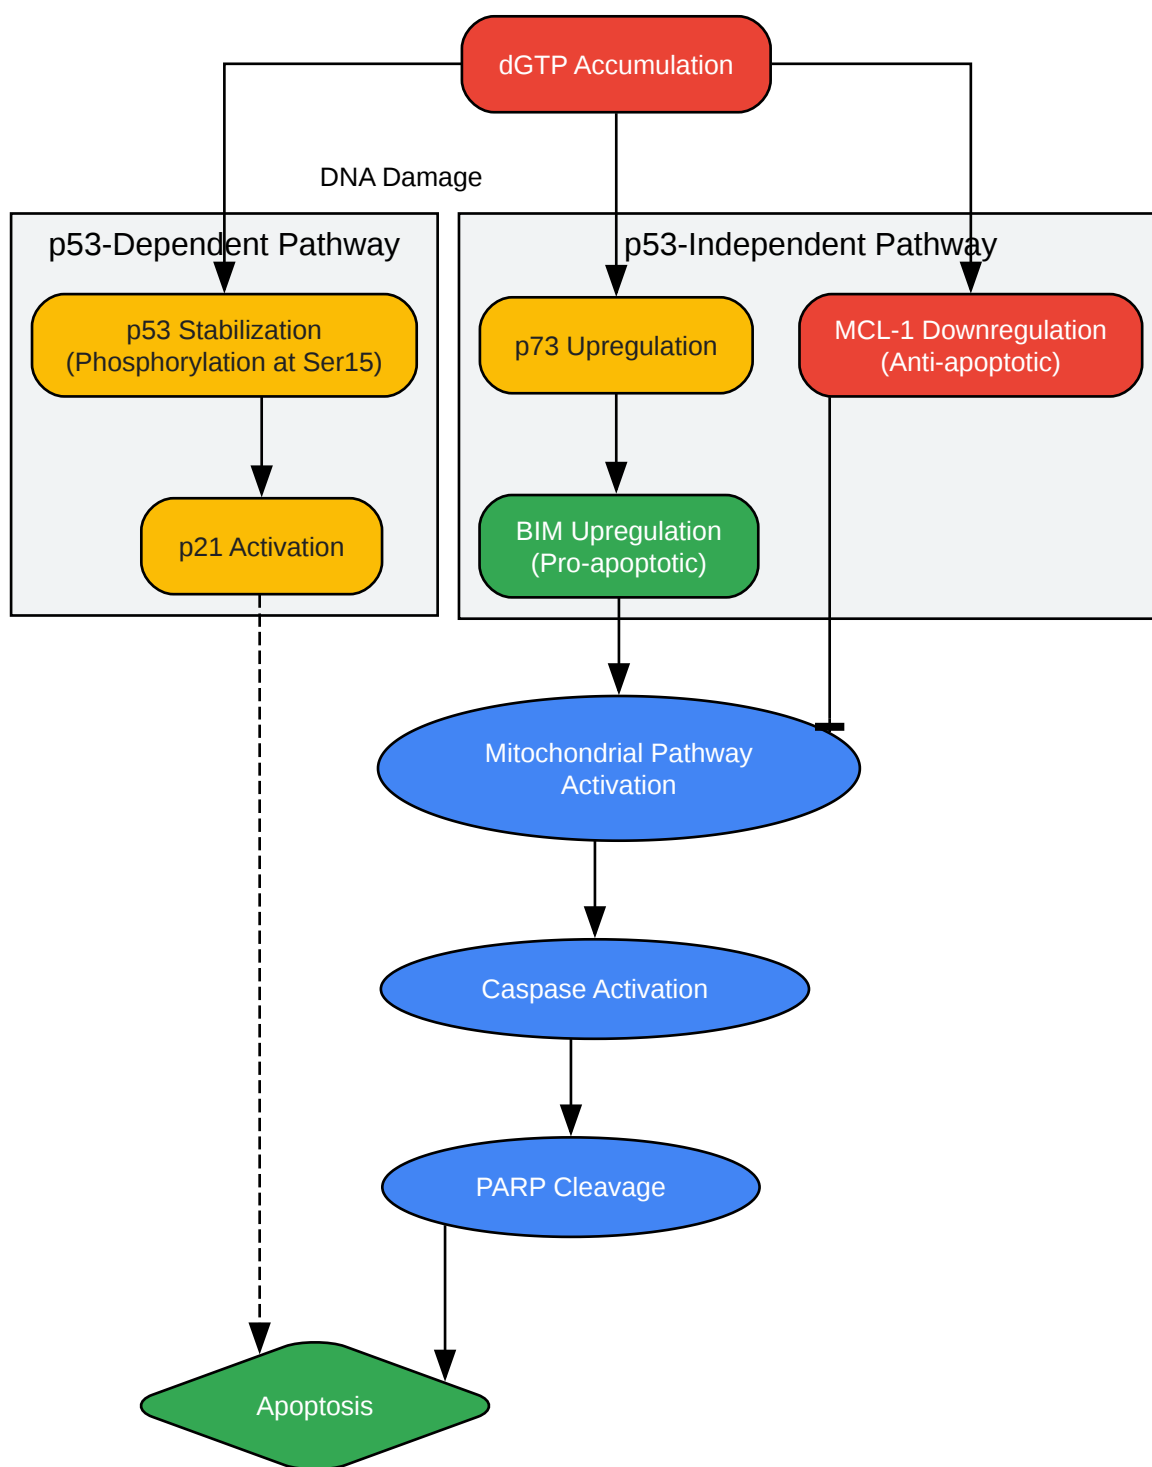 dGTP Accumulation
DNA Damage
p53-Dependent Pathway
p53-Independent Pathway
p53 Stabilization
(Phosphorylation at Ser15)
p73 Upregulation
MCL-1 Downregulation
(Anti-apoptotic)
p21 Activation
BIM Upregulation
(Pro-apoptotic)
Mitochondrial Pathway
Activation
Caspase Activation
PARP Cleavage
Apoptosis